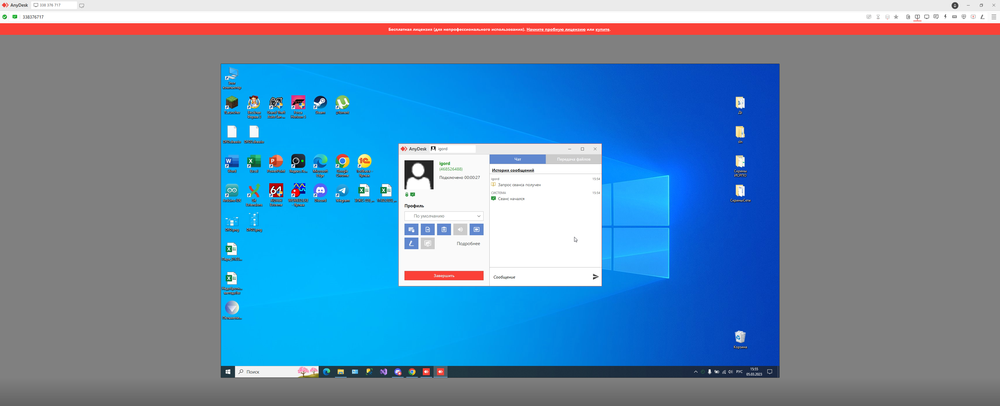 AnyDesk
338 376 717
338376717
Бесплатная лицензия (для непрофессионального использования). Начните пробную лицензию или купите.
Этот компьютер
TLauncher
Весёлая Ферма 3
Grand Theft Auto San ...
Forza Horizon 5
Steam
µTorrent
Дз
DFD.drawio
DFD2.drawio
sln
Word
Excel
PowerPoint
Яндекс.Те...
Microsoft Edge
Google Chrome
1cv8t.exe - Ярлык
Скрины ИСРПО
Arduino IDE
Git Extensions
AIDA64 Extreme
WEWB32.EXE - Ярлык
Discord
Telegram
3ПКС-220_...
17.02.2023_...
СкриныСети
DFD.png
DFD2.png
Пара_01.03...
Недобротн... метод.xlsx
Пельмени...
Корзина
AnyDesk
igord
igord
(468526488)
Подключено 00:00:27
Профиль
По умолчанию
Подробнее
Завершить
Чат
Передача файлов
История сообщений
igord
15:54
Запрос сеанса получен
СИСТЕМА
15:54
Сеанс начался
Сообщение
Поиск
РУС
15:55
05.03.2023